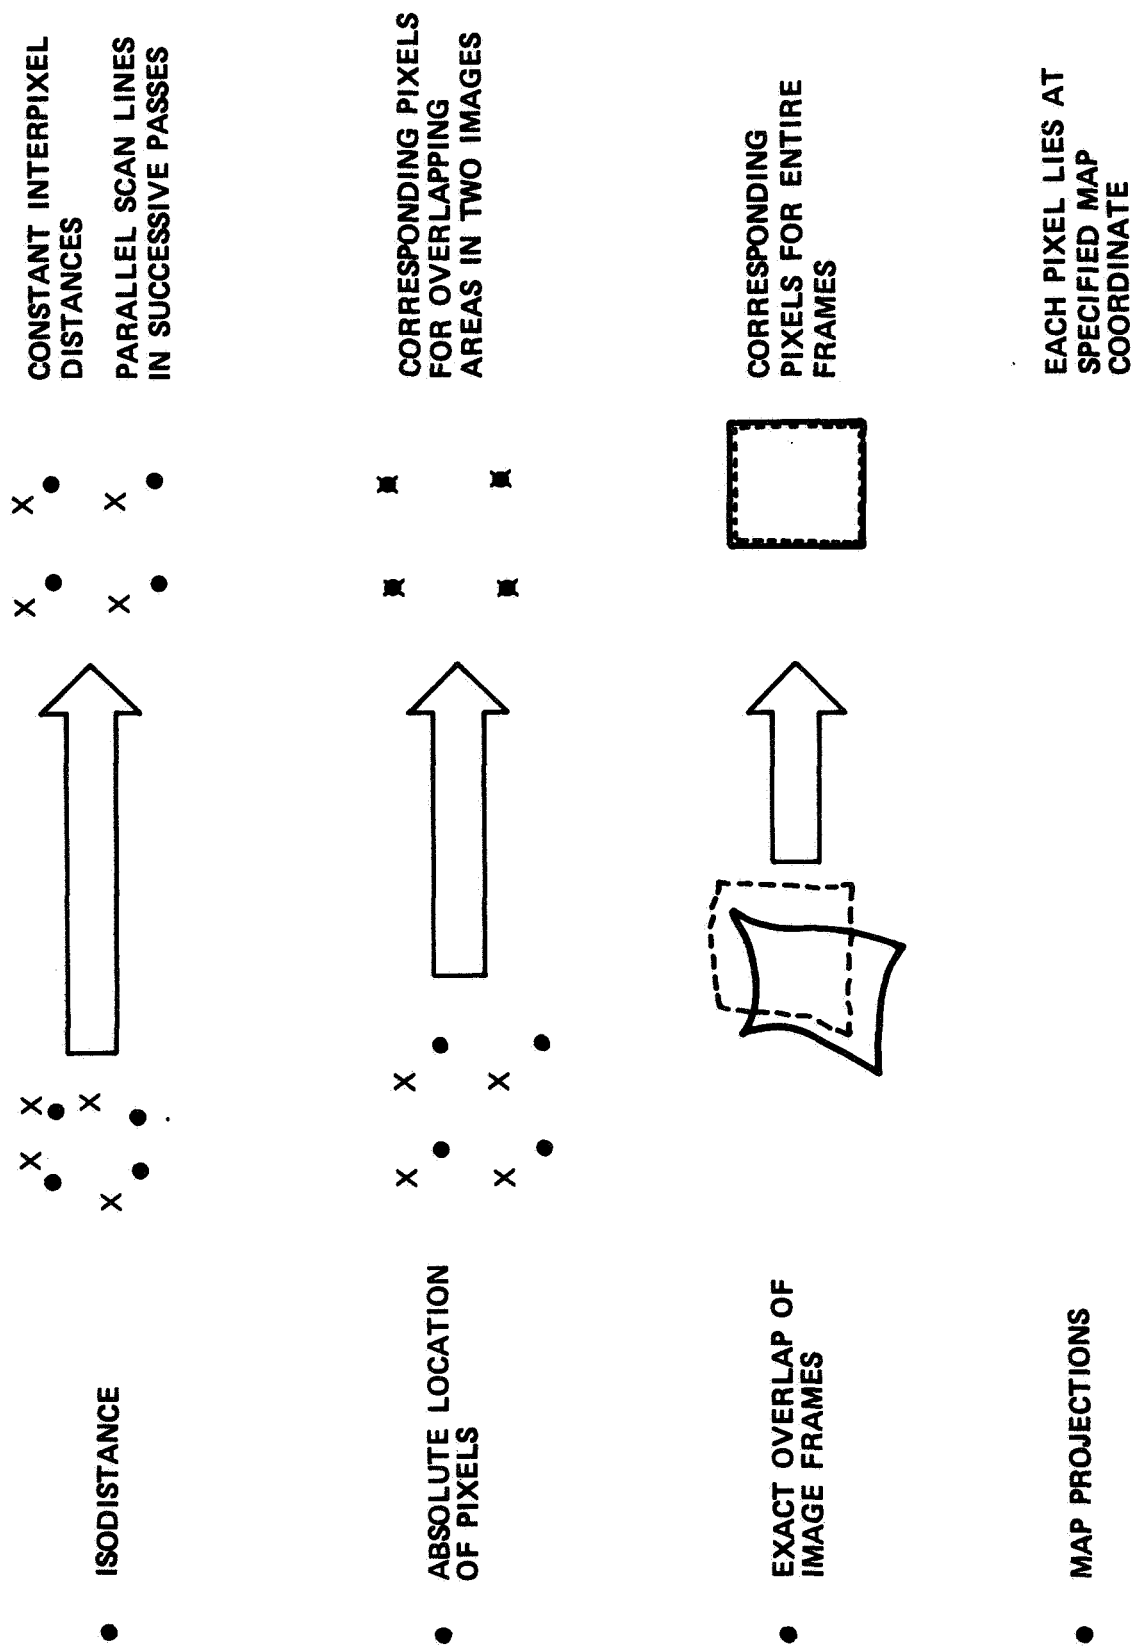 ● ISODISTANCE
CONSTANT INTERPIXEL
DISTANCES
PARALLEL SCAN LINES
IN SUCCESSIVE PASSES
● ABSOLUTE LOCATION
OF PIXELS
CORRESPONDING PIXELS
FOR OVERLAPPING
AREAS IN TWO IMAGES
● EXACT OVERLAP OF
IMAGE FRAMES
CORRESPONDING
PIXELS FOR ENTIRE
FRAMES
● MAP PROJECTIONS
EACH PIXEL LIES AT
SPECIFIED MAP
COORDINATE